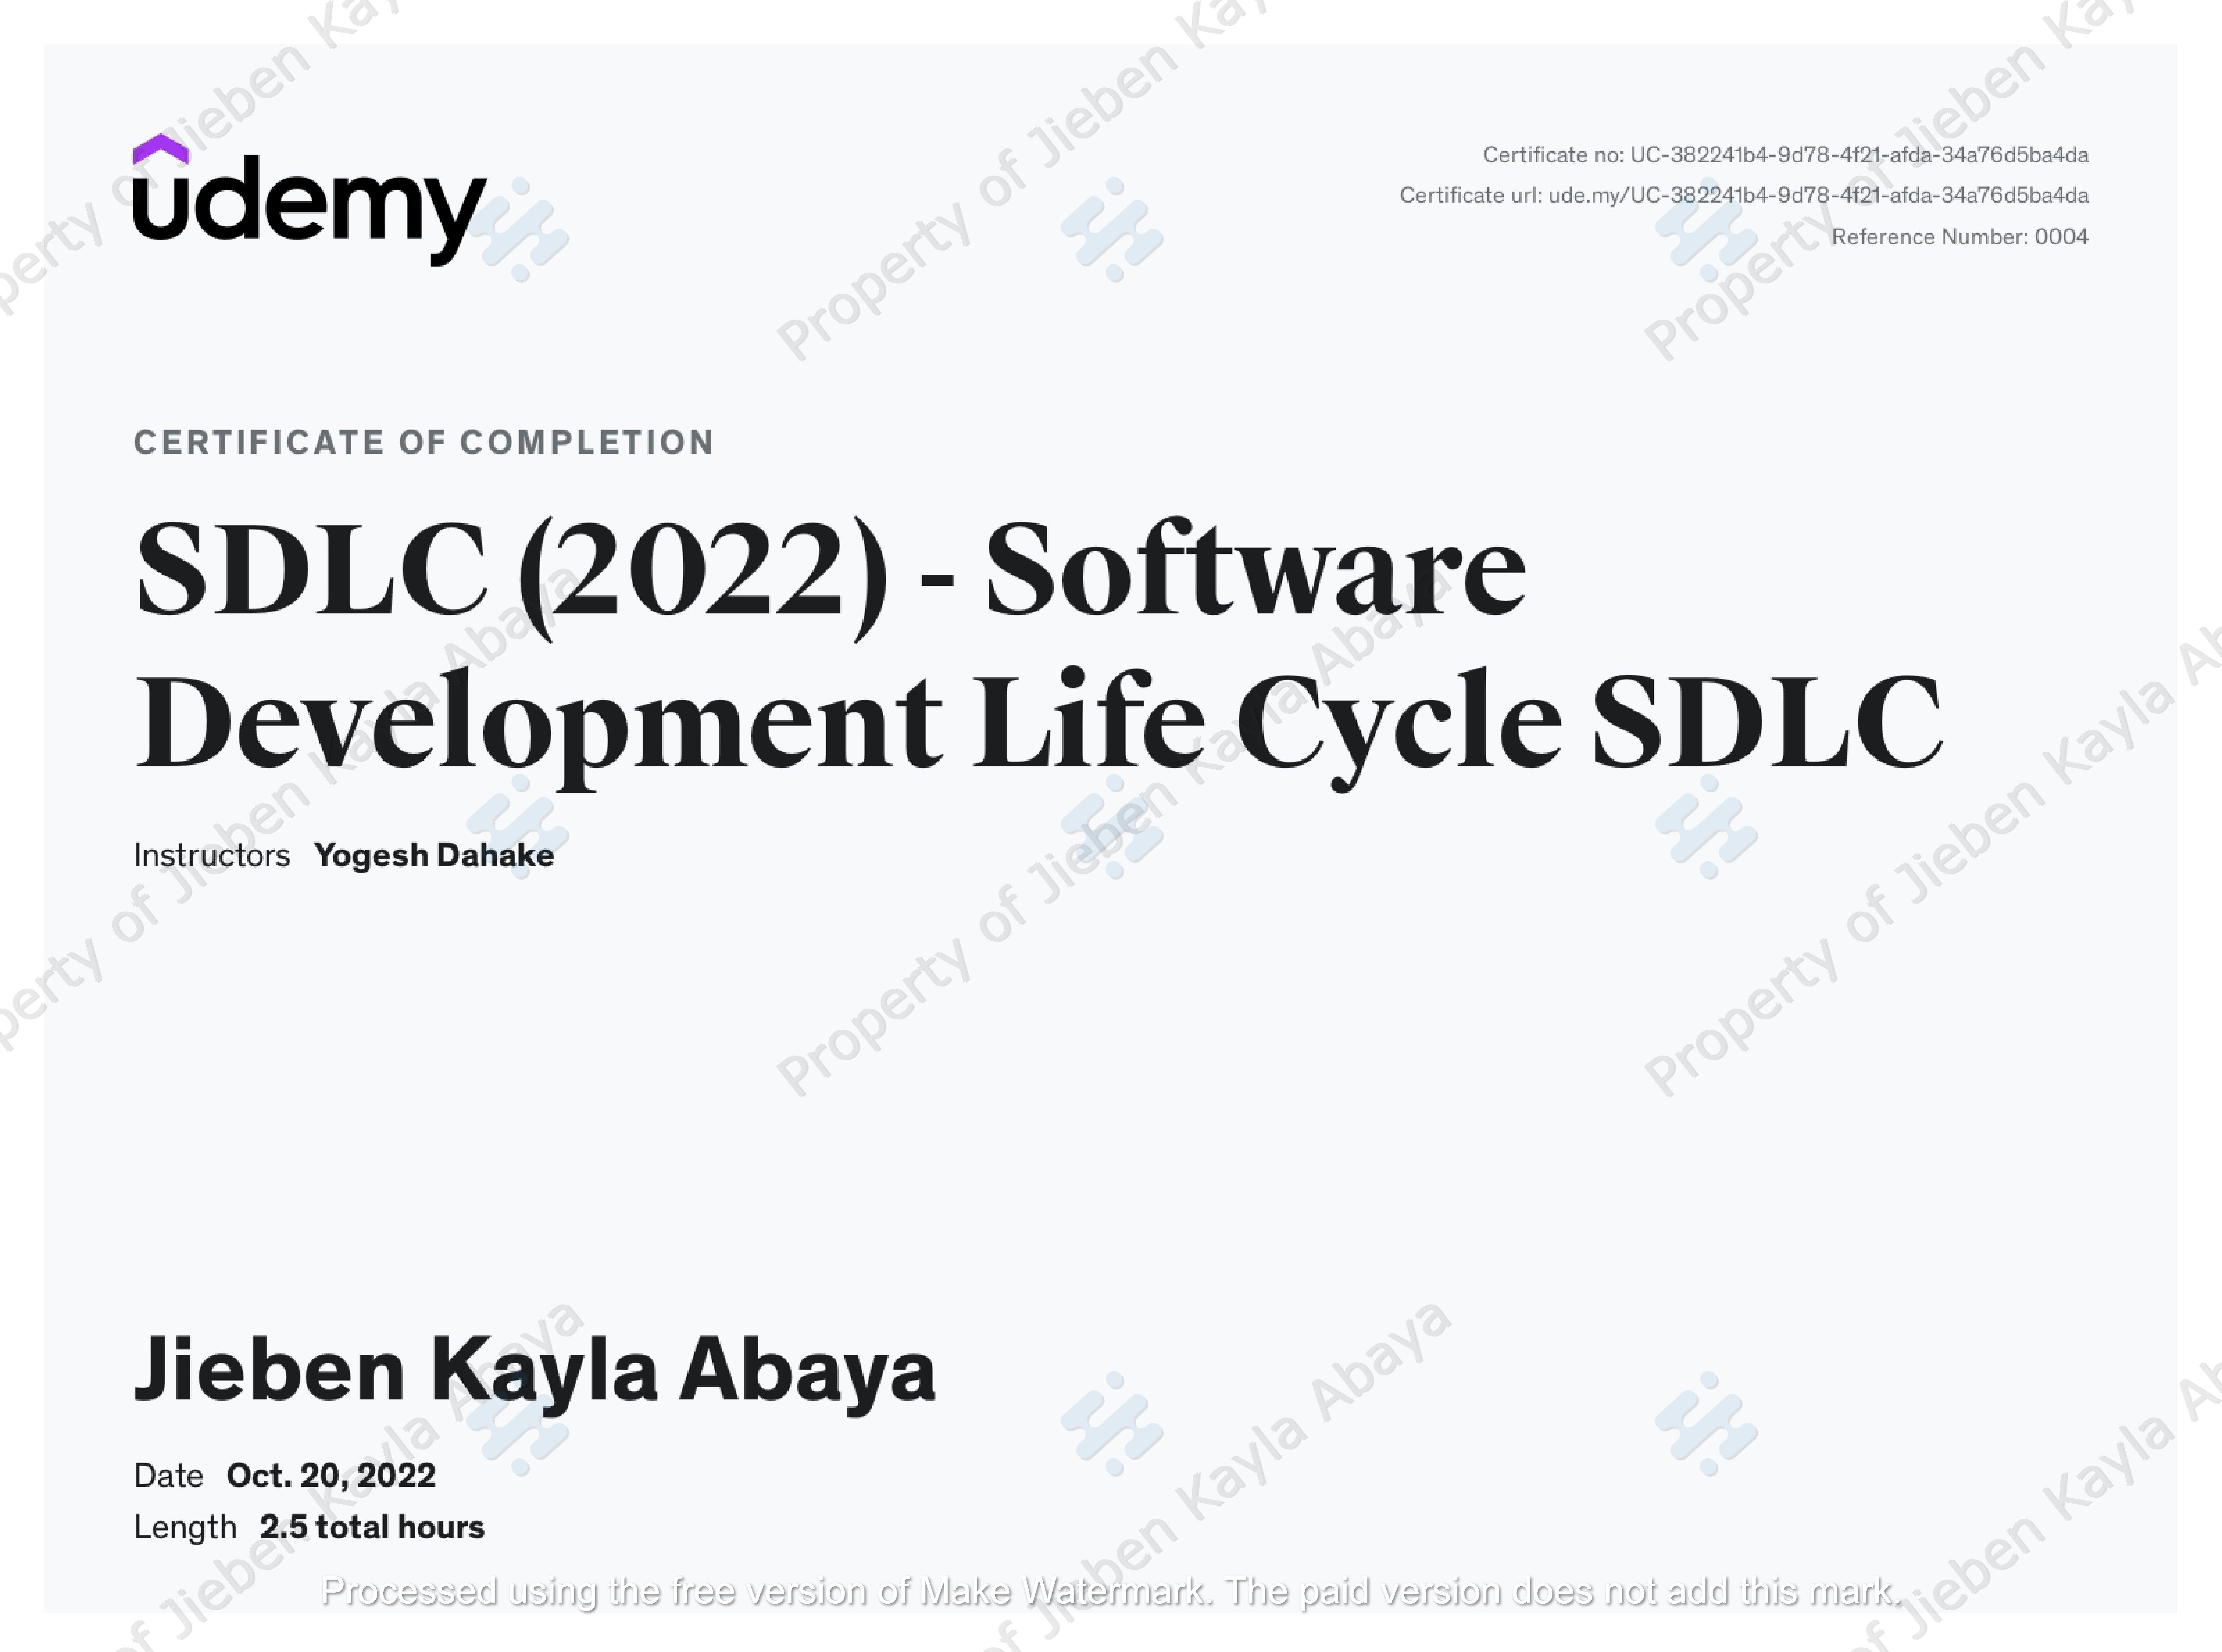 udemy
Certificate no: UC-382241b4-9d78-4f21-afda-34a76d5ba4da
Certificate url: ude.my/UC-382241b4-9d78-4f21-afda-34a76d5ba4da
Reference Number: 0004
CERTIFICATE OF COMPLETION
SDLC (2022) - Software
Development Life Cycle SDLC
Instructors Yogesh Dahake
Jieben Kayla Abaya
Date Oct. 20, 2022
Length 2.5 total hours
Processed using the free version of Make Watermark. The paid version does not add this mark.
Property of Jieben Kayla Abaya